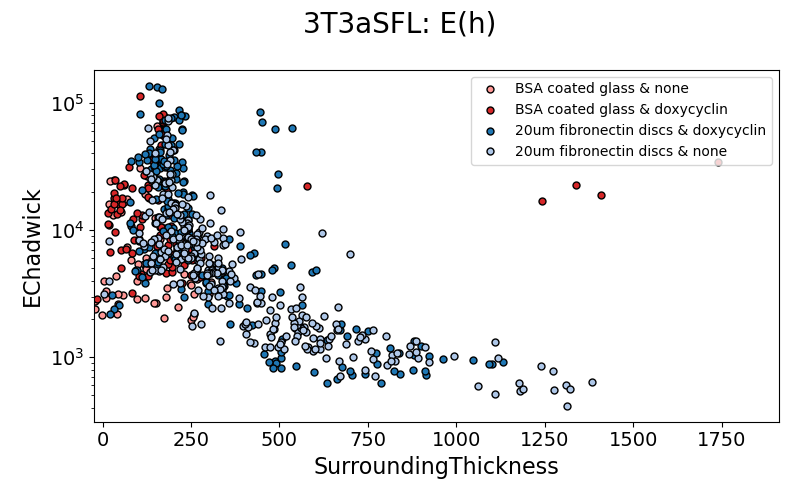 3T3aSFL: E(h)
BSA coated glass & none
BSA coated glass & doxycyclin
20um fibronectin discs & doxycyclin
20um fibronectin discs & none
EChadwick
10^5
10^4
10^3
0 250 500 750 1000 1250 1500 1750
SurroundingThickness